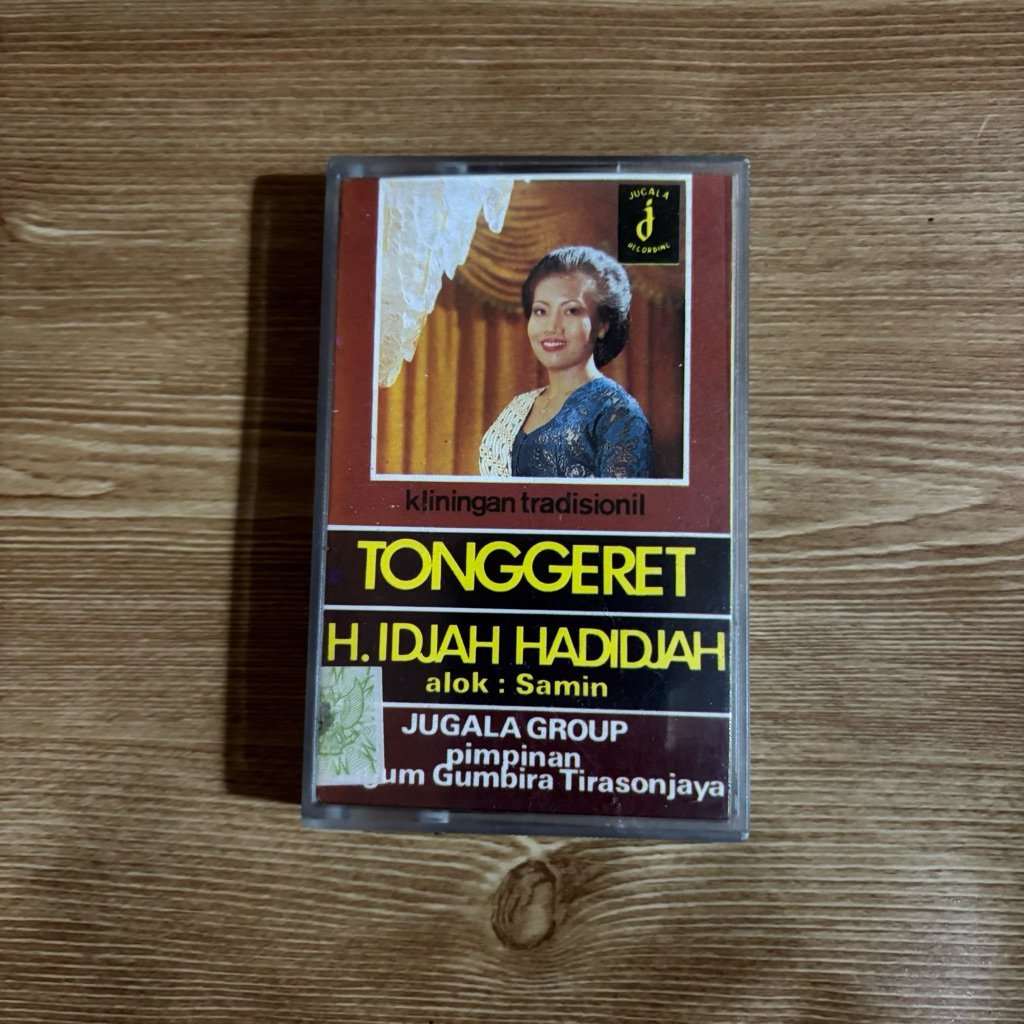 JUGALA
j
RECORDING
kliningan tradisionil
TONGGERET
H. IDJAH HADIDJAH
alok : Samin
JUGALA GROUP
pimpinan
Gumbira Tirasonjaya